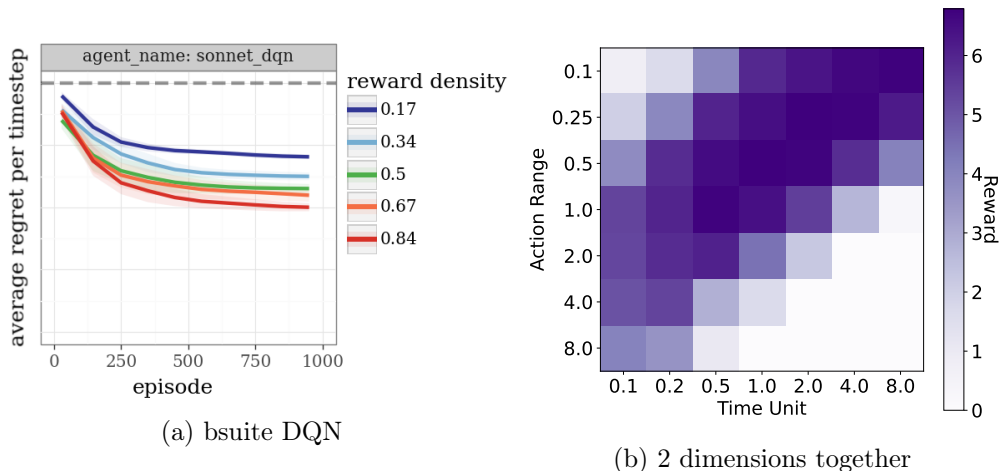 agent_name: sonnet_dqn
average regret per timestep
0
250
500
750
1000
episode
reward density
0.17
0.34
0.5
0.67
0.84
(a) bsuite DQN
Action Range
0.1
0.25
0.5
1.0
2.0
4.0
8.0
0.1 0.2 0.5 1.0 2.0 4.0 8.0
Time Unit
6
5
4
3
2
1
0
Reward
(b) 2 dimensions together